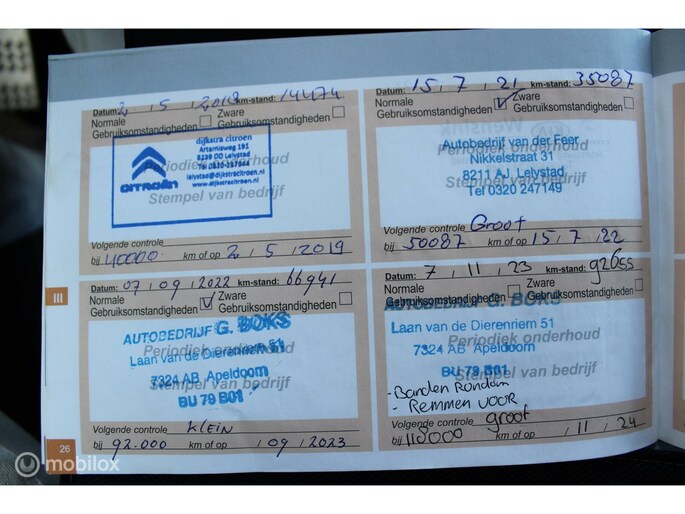 Datum: 2, 5, 2018 km-stand: 14474
Normale Zware
Gebruiksomstandigheden Gebruiksomstandigheden
CITROËN
dijkstra citroen
8239 DD Lelystad
lelystad@dijkstracitroen.nl
www.dijkstracitroen.nl
Periodiek onderhoud
Stempel van bedrijf
Volgende controle
bij 40000 km of op 2, 5, 2019
Datum: 15, 7, 21 km-stand: 35087
Normale Zware
Gebruiksomstandigheden Gebruiksomstandigheden
Autobedrijf van der Feer
Periodiek onderhoud
Nikkelstraat 31
8211 AJ Lelystad
Stempel van bedrijf
Tel 0320 247149
Volgende controle Groot
bij 50087 km of op 15, 7, 22
III
Datum: 07, 09, 2022 km-stand: 66941
Normale Zware
Gebruiksomstandigheden Gebruiksomstandigheden
AUTOBEDRIJF G. BOKS
Periodiek onderhoud
Laan van de Dierenriem 51
Stempel van bedrijf
7324 AB Apeldoorn
BU 79 B01
Volgende controle KLEIN
bij 92.000 km of op , 09, 2023
Datum: 7, 11, 23 km-stand: 92655
Normale Zware
Gebruiksomstandigheden Gebruiksomstandigheden
AUTOBEDRIJF G. BOKS
Laan van de Dierenriem 51
Periodiek onderhoud
7324 AB Apeldoorn
Stempel van bedrijf
BU 79 B01
- Banden Rondom
- Remmen VOOR
Volgende controle groot
bij 118000 km of op , 11, 24
26
mobilox